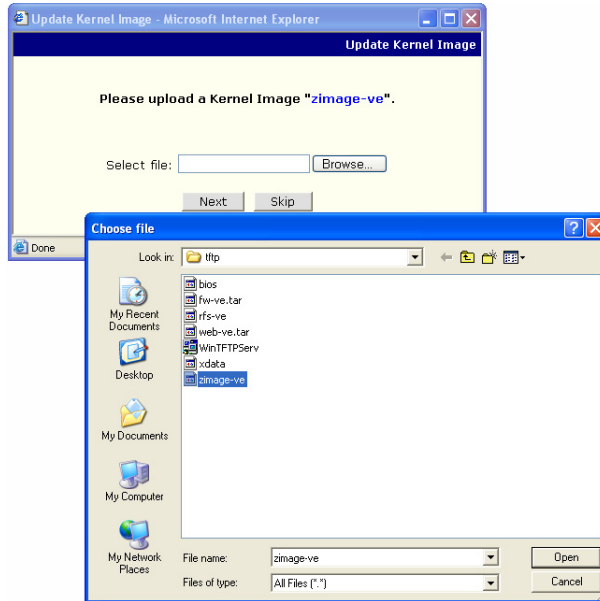 Update Kernel Image - Microsoft Internet Explorer
Update Kernel Image
Please upload a Kernel Image "zimage-ve".
Select file:
Browse...
Next
Skip
Done
Choose file
Look in:
tftp
My Recent
Documents
Desktop
My Documents
My Computer
My Network
Places
bios
fw-ve.tar
rfs-ve
web-ve.tar
WinTFTPServ
xdata
zimage-ve
File name:
zimage-ve
Open
Files of type:
All Files (*.*)
Cancel